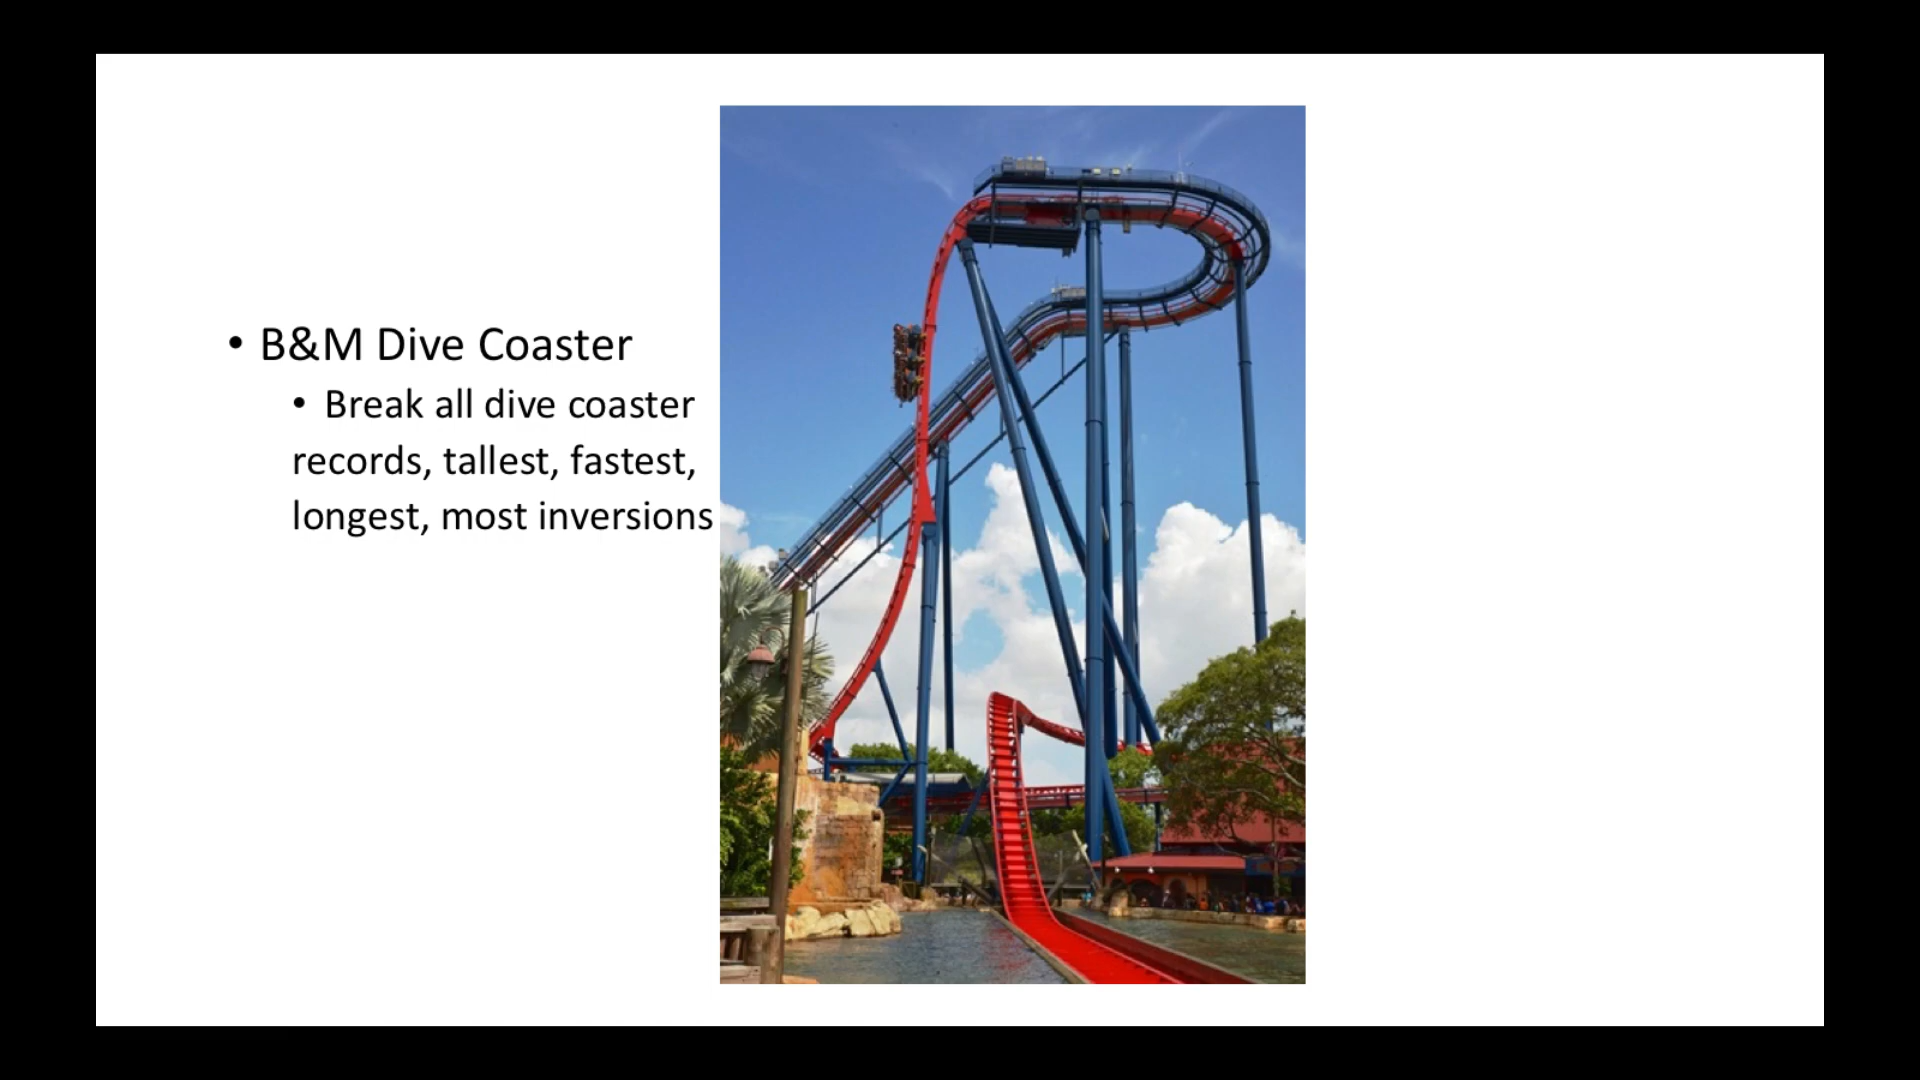 • B&M Dive Coaster
• Break all dive coaster
records, tallest, fastest,
longest, most inversions